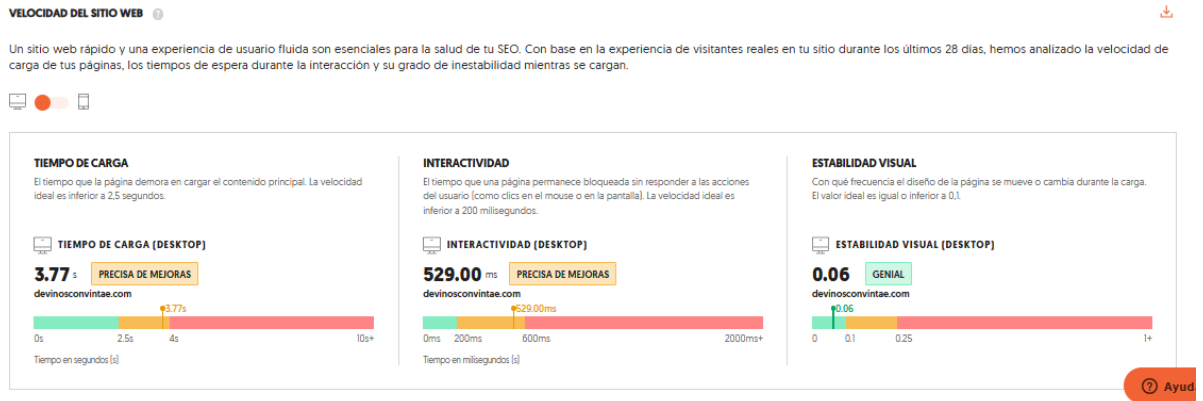 VELOCIDAD DEL SITIO WEB ?
Un sitio web rápido y una experiencia de usuario fluida son esenciales para la salud de tu SEO. Con base en la experiencia de visitantes reales en tu sitio durante los últimos 28 días, hemos analizado la velocidad de
carga de tus páginas, los tiempos de espera durante la interacción y su grado de inestabilidad mientras se cargan.
TIEMPO DE CARGA
El tiempo que la página demora en cargar el contenido principal. La velocidad
ideal es inferior a 2,5 segundos.
TIEMPO DE CARGA (DESKTOP)
3.77 s PRECISA DE MEJORAS
devinosconvintae.com
3.77s
0s 2.5s 4s 10s+
Tiempo en segundos (s)
INTERACTIVIDAD
El tiempo que una página permanece bloqueada sin responder a las acciones
del usuario (como clics en el mouse o en la pantalla). La velocidad ideal es
inferior a 200 milisegundos.
INTERACTIVIDAD (DESKTOP)
529.00 ms PRECISA DE MEJORAS
devinosconvintae.com
529.00ms
0ms 200ms 600ms 2000ms+
Tiempo en milisegundos (s)
ESTABILIDAD VISUAL
Con qué frecuencia el diseño de la página se mueve o cambia durante la carga.
El valor ideal es igual o inferior a 0,1.
ESTABILIDAD VISUAL (DESKTOP)
0.06 GENIAL
devinosconvintae.com
0.06
0 0.1 0.25 1+
? Ayud